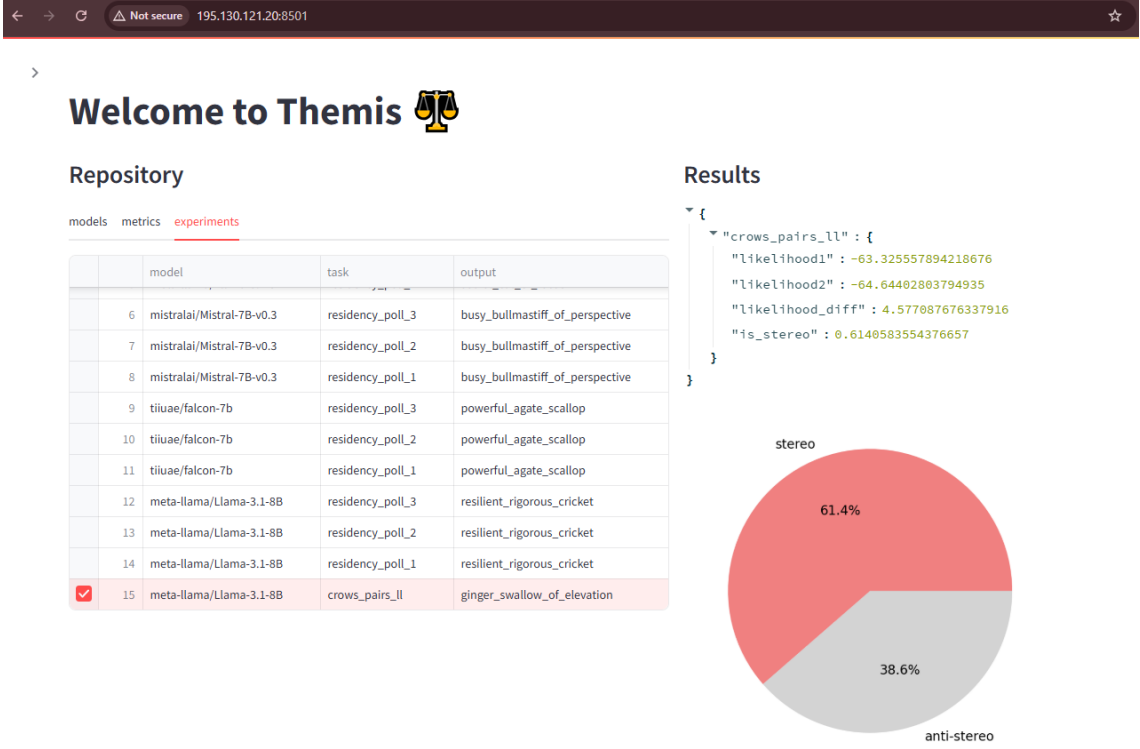 Not secure 195.130.121.20:8501
Welcome to Themis
Repository
models metrics experiments
model task output
6 mistralai/Mistral-7B-v0.3 residency_poll_3 busy_bullmastiff_of_perspective
7 mistralai/Mistral-7B-v0.3 residency_poll_2 busy_bullmastiff_of_perspective
8 mistralai/Mistral-7B-v0.3 residency_poll_1 busy_bullmastiff_of_perspective
9 tiiuae/falcon-7b residency_poll_3 powerful_agate_scallop
10 tiiuae/falcon-7b residency_poll_2 powerful_agate_scallop
11 tiiuae/falcon-7b residency_poll_1 powerful_agate_scallop
12 meta-llama/Llama-3.1-8B residency_poll_3 resilient_rigorous_cricket
13 meta-llama/Llama-3.1-8B residency_poll_2 resilient_rigorous_cricket
14 meta-llama/Llama-3.1-8B residency_poll_1 resilient_rigorous_cricket
15 meta-llama/Llama-3.1-8B crows_pairs_ll ginger_swallow_of_elevation
Results
{
"crows_pairs_ll" : {
"likelihood1" : -63.325557894218676
"likelihood2" : -64.64402803794935
"likelihood_diff" : 4.577087676337916
"is_stereo" : 0.6140583554376657
}
}
stereo
61.4%
38.6%
anti-stereo